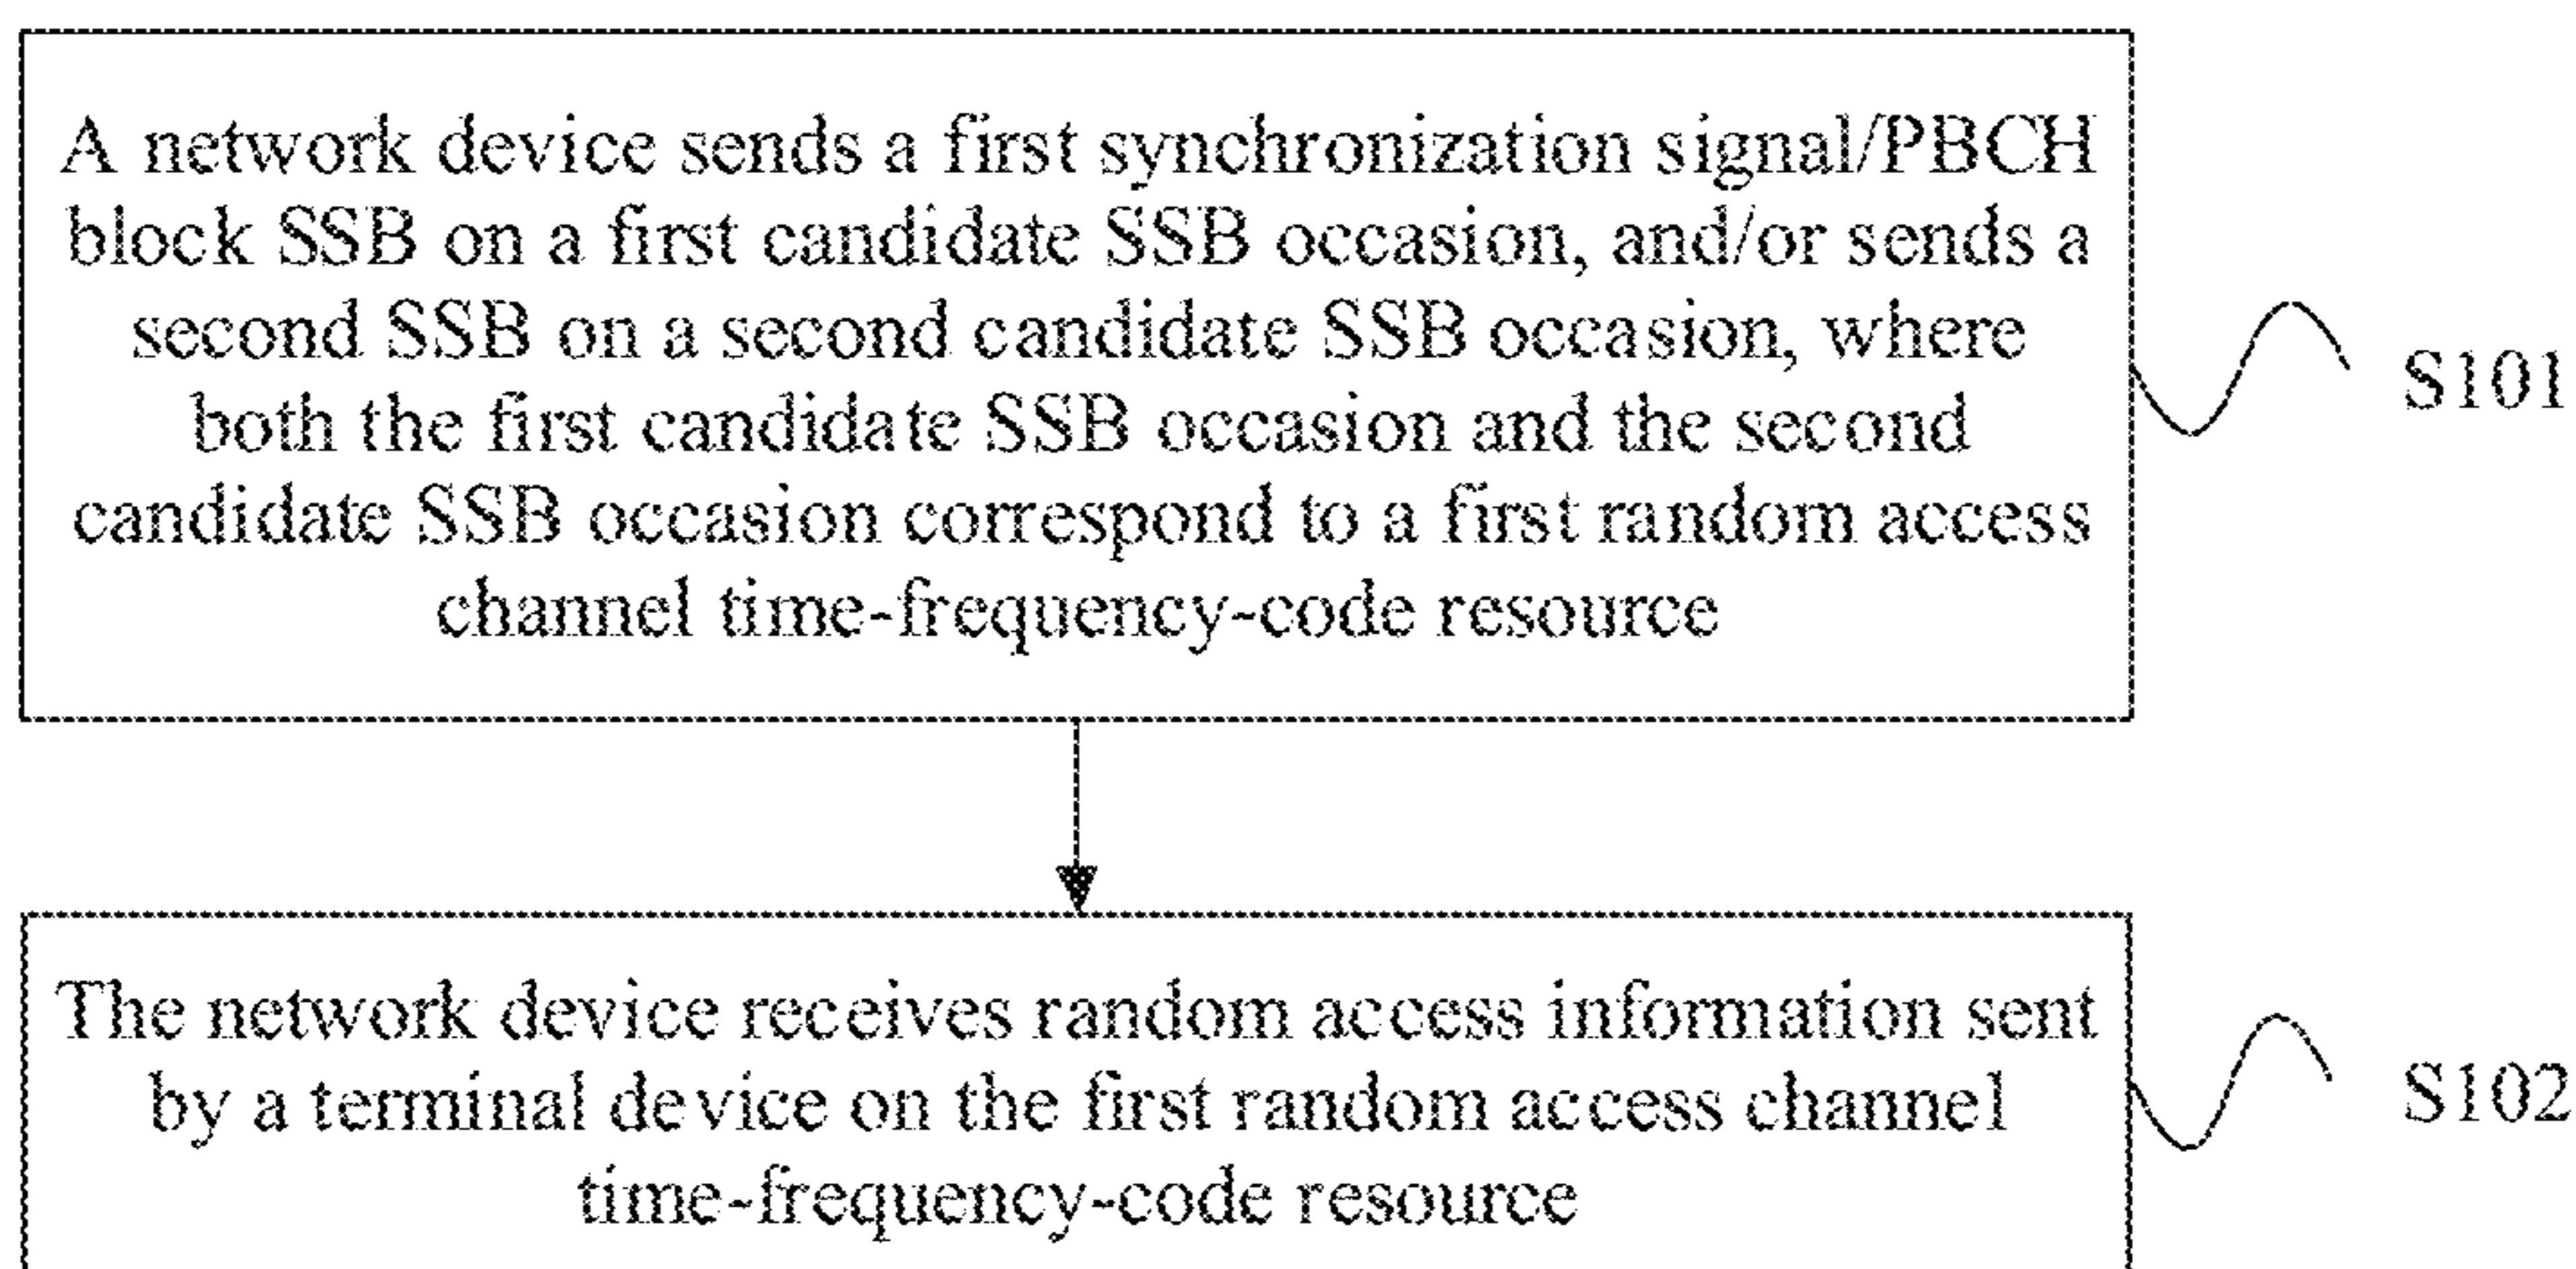 A network device sends a first synchronization signal/PBCH
block SSB on a first candidate SSB occasion, and/or sends a
second SSB on a second candidate SSB occasion, where
both the first candidate SSB occasion and the second
candidate SSB occasion correspond to a first random access
channel time-frequency-code resource
S101
The network device receives random access information sent
by a terminal device on the first random access channel
time-frequency-code resource
S102